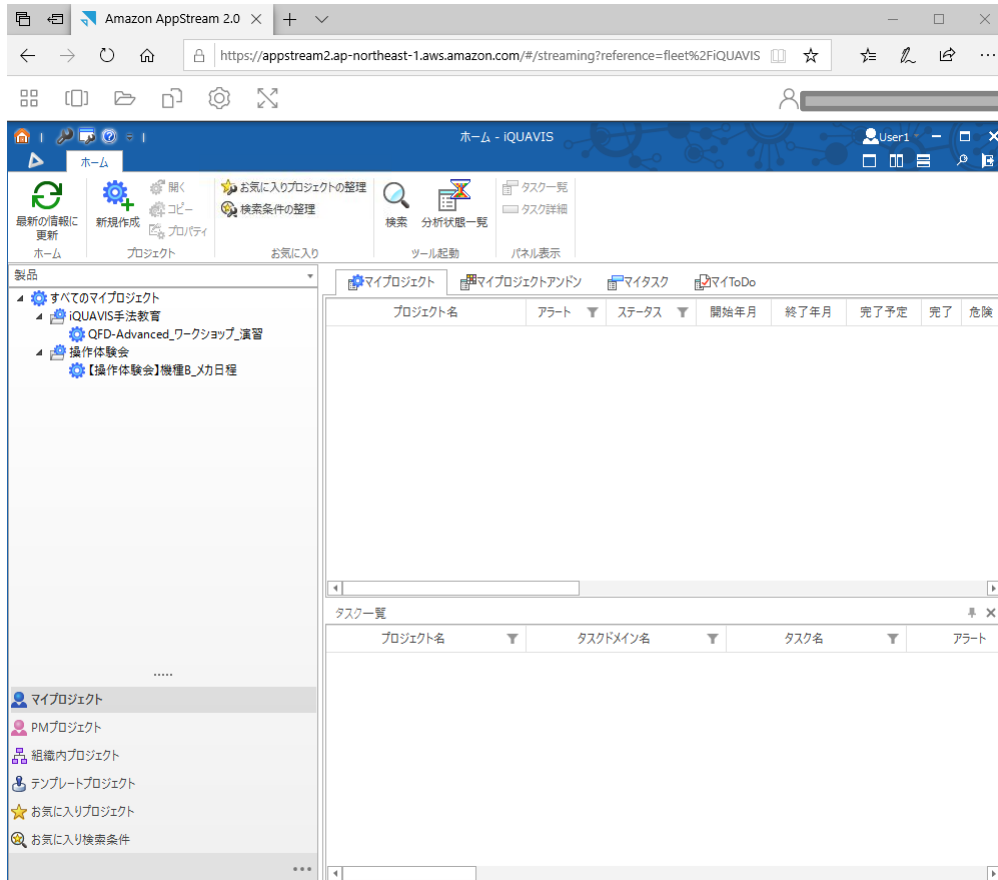 Amazon AppStream 2.0
https://appstream2.ap-northeast-1.aws.amazon.com/#/streaming?reference=fleet%2FiQUAVIS
ホーム - iQUAVIS
User1
ホーム
最新の情報に更新
新規作成
開く
コピー
プロパティ
お気に入りプロジェクトの整理
検索条件の整理
検索
分析状態一覧
タスク一覧
タスク詳細
ホーム
プロジェクト
お気に入り
ツール起動
パネル表示
製品
すべてのマイプロジェクト
iQUAVIS手法教育
QFD-Advanced_ワークショップ_演習
操作体験会
【操作体験会】機種B_メカ日程
マイプロジェクト
マイプロジェクトアンドン
マイタスク
マイToDo
プロジェクト名 アラート ステータス 開始年月 終了年月 完了予定 完了 危険
タスク一覧
プロジェクト名 タスクドメイン名 タスク名 アラート
マイプロジェクト
PMプロジェクト
組織内プロジェクト
テンプレートプロジェクト
お気に入りプロジェクト
お気に入り検索条件